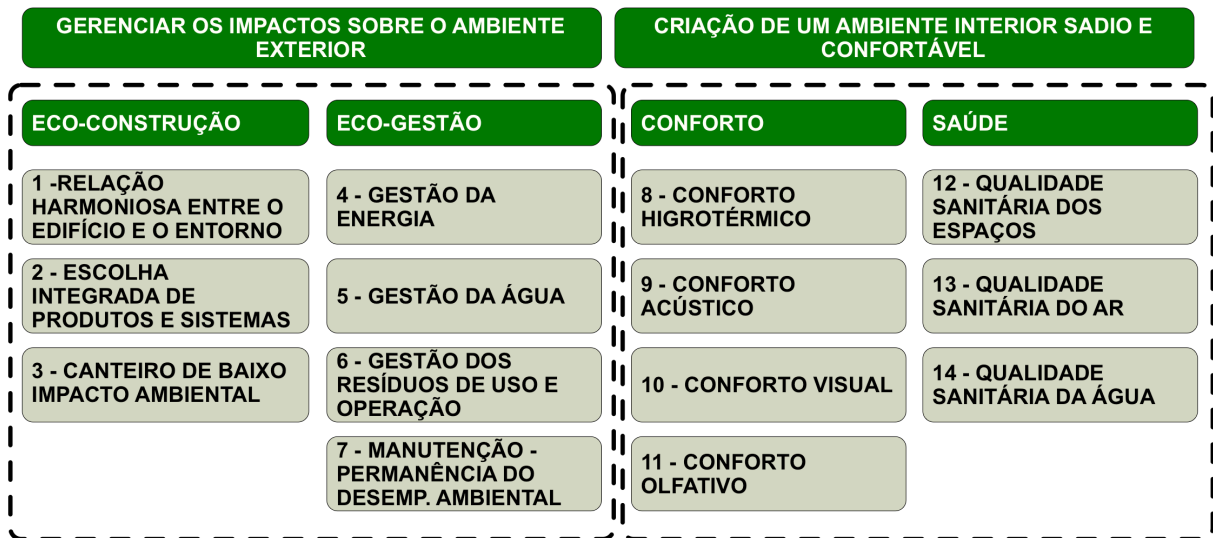 GERENCIAR OS IMPACTOS SOBRE O AMBIENTE
EXTERIOR
CRIAÇÃO DE UM AMBIENTE INTERIOR SADIO E
CONFORTÁVEL
ECO-CONSTRUÇÃO
1 -RELAÇÃO
HARMONIOSA ENTRE O
EDIFÍCIO E O ENTORNO
2 - ESCOLHA
INTEGRADA DE
PRODUTOS E SISTEMAS
3 - CANTEIRO DE BAIXO
IMPACTO AMBIENTAL
ECO-GESTÃO
4 - GESTÃO DA
ENERGIA
5 - GESTÃO DA ÁGUA
6 - GESTÃO DOS
RESÍDUOS DE USO E
OPERAÇÃO
7 - MANUTENÇÃO -
PERMANÊNCIA DO
DESEMP. AMBIENTAL
CONFORTO
8 - CONFORTO
HIGROTÉRMICO
9 - CONFORTO
ACÚSTICO
10 - CONFORTO VISUAL
11 - CONFORTO
OLFATIVO
SAÚDE
12 - QUALIDADE
SANITÁRIA DOS
ESPAÇOS
13 - QUALIDADE
SANITÁRIA DO AR
14 - QUALIDADE
SANITÁRIA DA ÁGUA